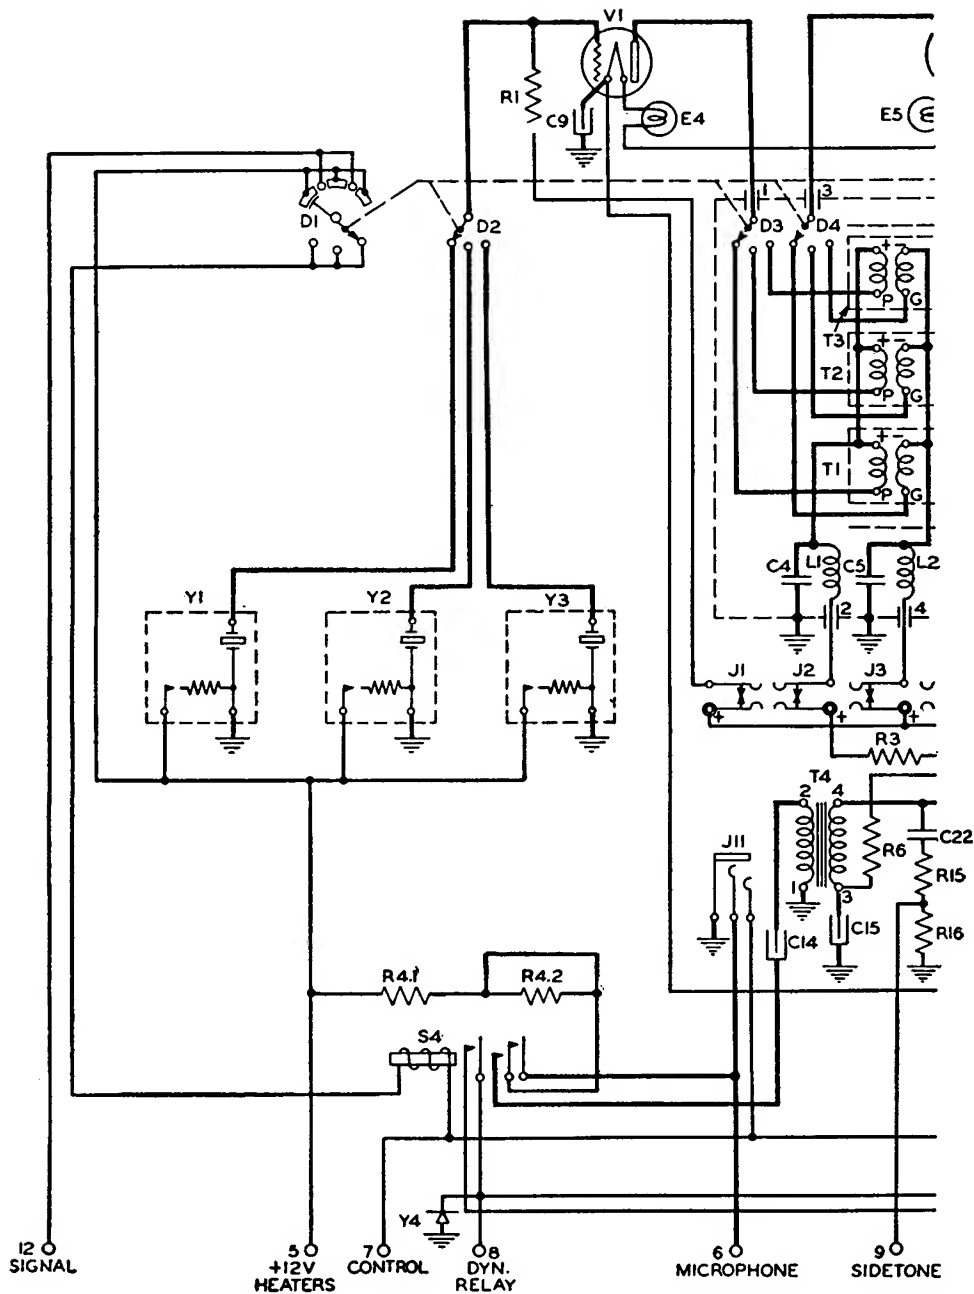 V1
R1
C9
E4
E5
D1
D2
1
3
D3
D4
+ -
P
G
T3
+ -
T2
P
G
+ -
T1
P
G
C4
L1
C5
L2
2
4
Y1
Y2
Y3
J1
J2
J3
+
+
+
R3
T4
2
4
J11
R6
C22
R15
1
3
C14
C15
R16
R4.1
R4.2
S4
Y4
12
SIGNAL
5
+12V
HEATERS
7
CONTROL
8
DYN.
RELAY
6
MICROPHONE
9
SIDETONE